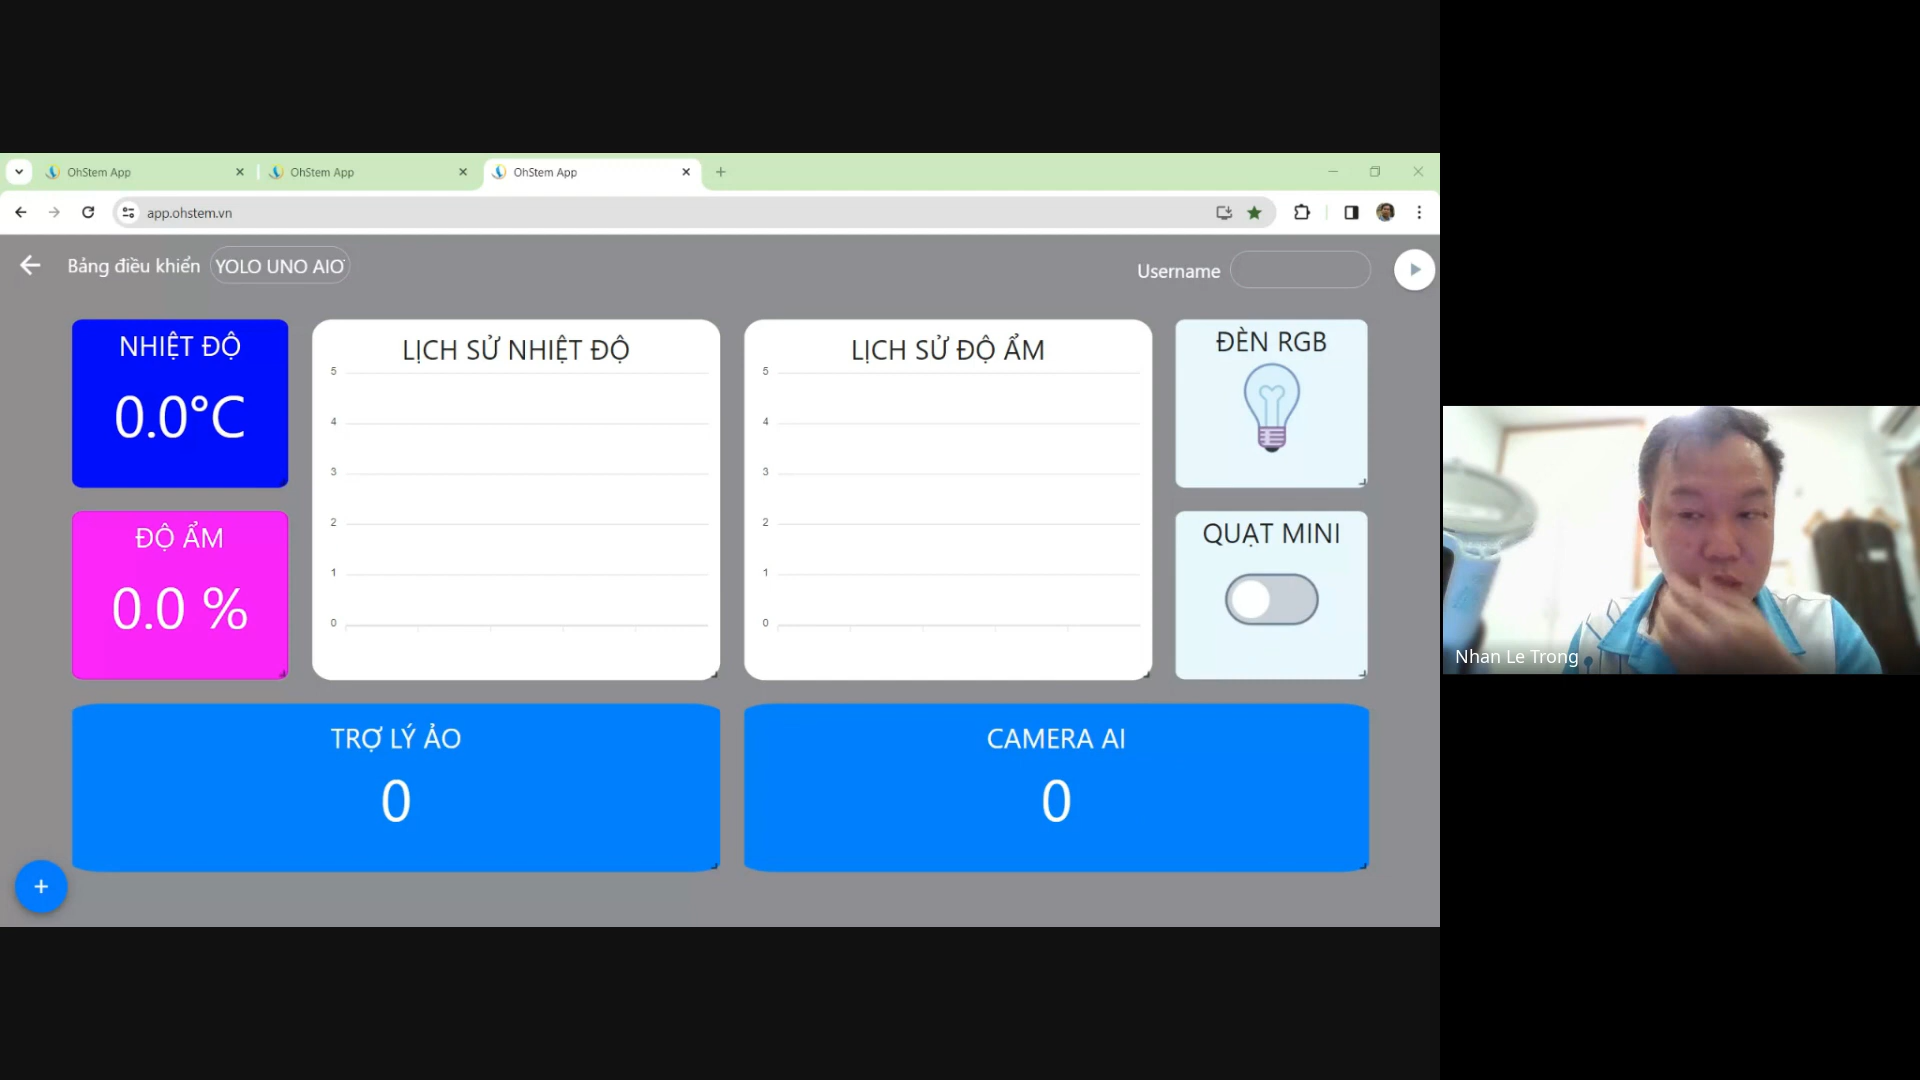 OhStem App
OhStem App
OhStem App
app.ohstem.vn
Bảng điều khiển YOLO UNO AIO
Username
NHIỆT ĐỘ
0.0°C
LỊCH SỬ NHIỆT ĐỘ
5
4
3
2
1
0
LỊCH SỬ ĐỘ ẨM
5
4
3
2
1
0
ĐÈN RGB
ĐỘ ẨM
0.0 %
QUẠT MINI
TRỢ LÝ ẢO
0
CAMERA AI
0
Nhan Le Trong